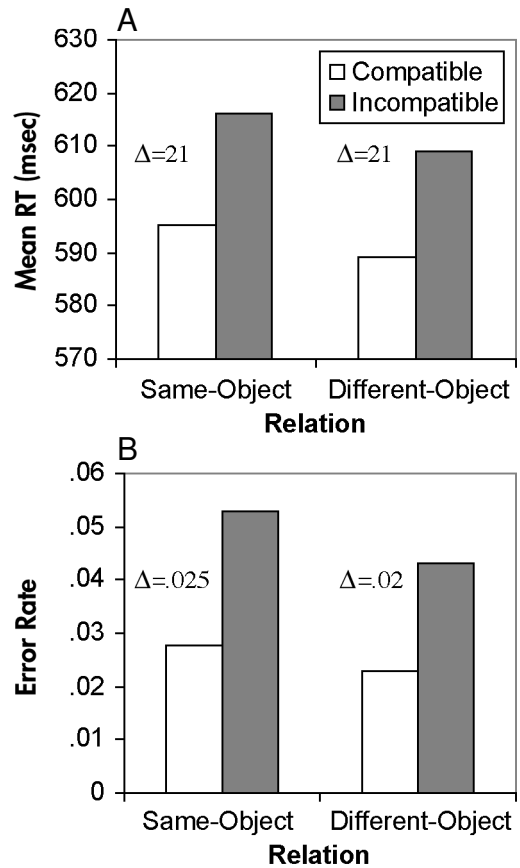 A
630
620
610
600
590
580
570
Mean RT (msec)
Compatible
Incompatible
Δ=21
Δ=21
Same-Object
Different-Object
Relation
B
.06
.05
.04
.03
.02
.01
0
Error Rate
Δ=.025
Δ=.02
Same-Object
Different-Object
Relation